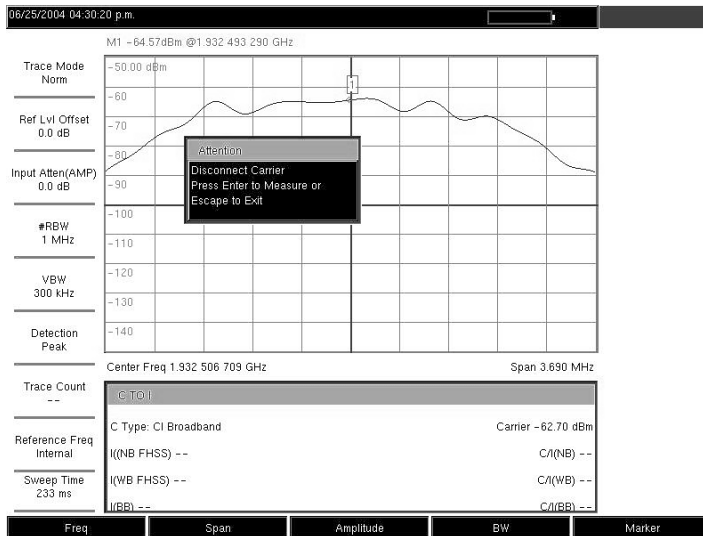 06/25/2004 04:30:20 p.m.
M1 -64.57dBm @1.932 493 290 GHz
Trace Mode
Norm
Ref Lvl Offset
0.0 dB
Input Atten(AMP)
0.0 dB
#RBW
1 MHz
VBW
300 kHz
Detection
Peak
Trace Count
--
Reference Freq
Internal
Sweep Time
233 ms
-50.00 dBm
-60
-70
-80
-90
-100
-110
-120
-130
-140
1
Attention
Disconnect Carrier
Press Enter to Measure or
Escape to Exit
Center Freq 1.932 506 709 GHz
Span 3.690 MHz
C TO I
C Type: CI Broadband
Carrier -62.70 dBm
I((NB FHSS) --
C/I(NB) --
I(WB FHSS) --
C/I(WB) --
I(BB) --
C/I(BB) --
Freq
Span
Amplitude
BW
Marker